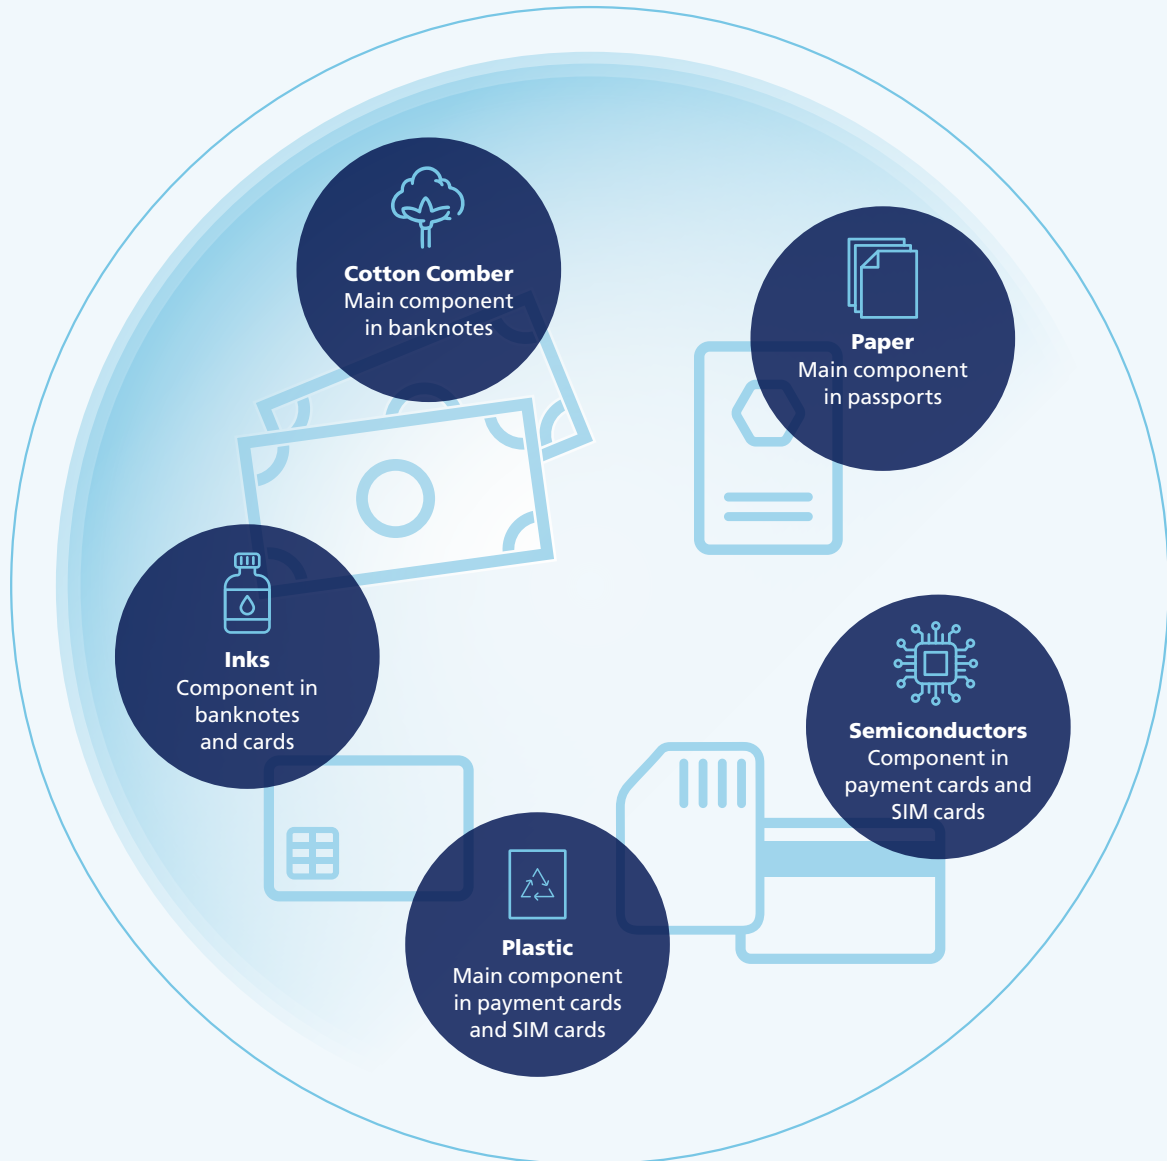 Cotton Comber
Main component
in banknotes
Paper
Main component
in passports
Inks
Component in
banknotes
and cards
Semiconductors
Component in
payment cards and
SIM cards
Plastic
Main component
in payment cards
and SIM cards